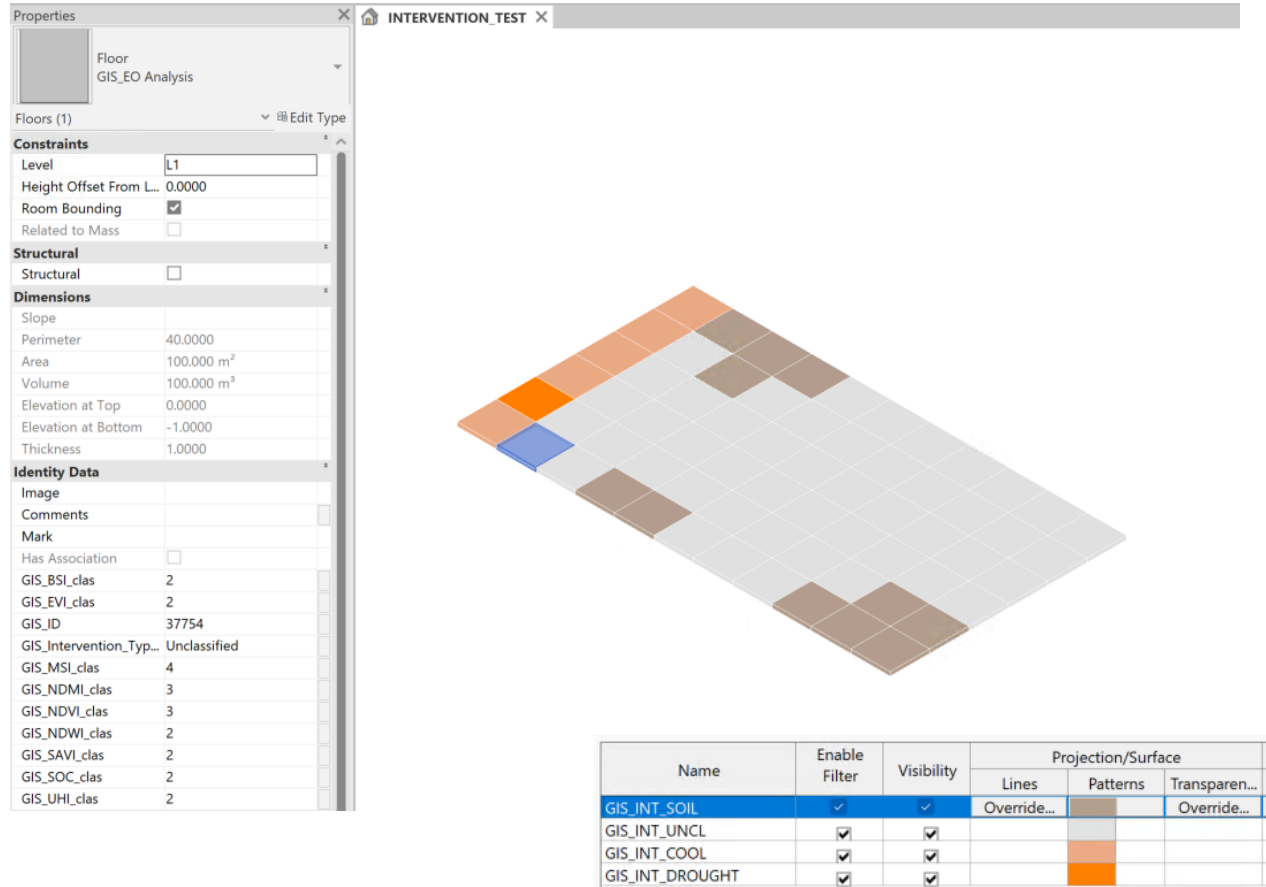 Properties
INTERVENTION_TEST
Floor
GIS_EO Analysis
Floors (1) Edit Type
Constraints
Level L1
Height Offset From L... 0.0000
Room Bounding
Related to Mass
Structural
Structural
Dimensions
Slope
Perimeter 40.0000
Area 100.000 m²
Volume 100.000 m³
Elevation at Top 0.0000
Elevation at Bottom -1.0000
Thickness 1.0000
Identity Data
Image
Comments
Mark
Has Association
GIS_BSI_clas 2
GIS_EVI_clas 2
GIS_ID 37754
GIS_Intervention_Typ... Unclassified
GIS_MSI_clas 4
GIS_NDMI_clas 3
GIS_NDVI_clas 3
GIS_NDWI_clas 2
GIS_SAVI_clas 2
GIS_SOC_clas 2
GIS_UHI_clas 2
Name Enable Filter Visibility Projection/Surface
Lines Patterns Transparen...
GIS_INT_SOIL Override... Override...
GIS_INT_UNCL
GIS_INT_COOL
GIS_INT_DROUGHT